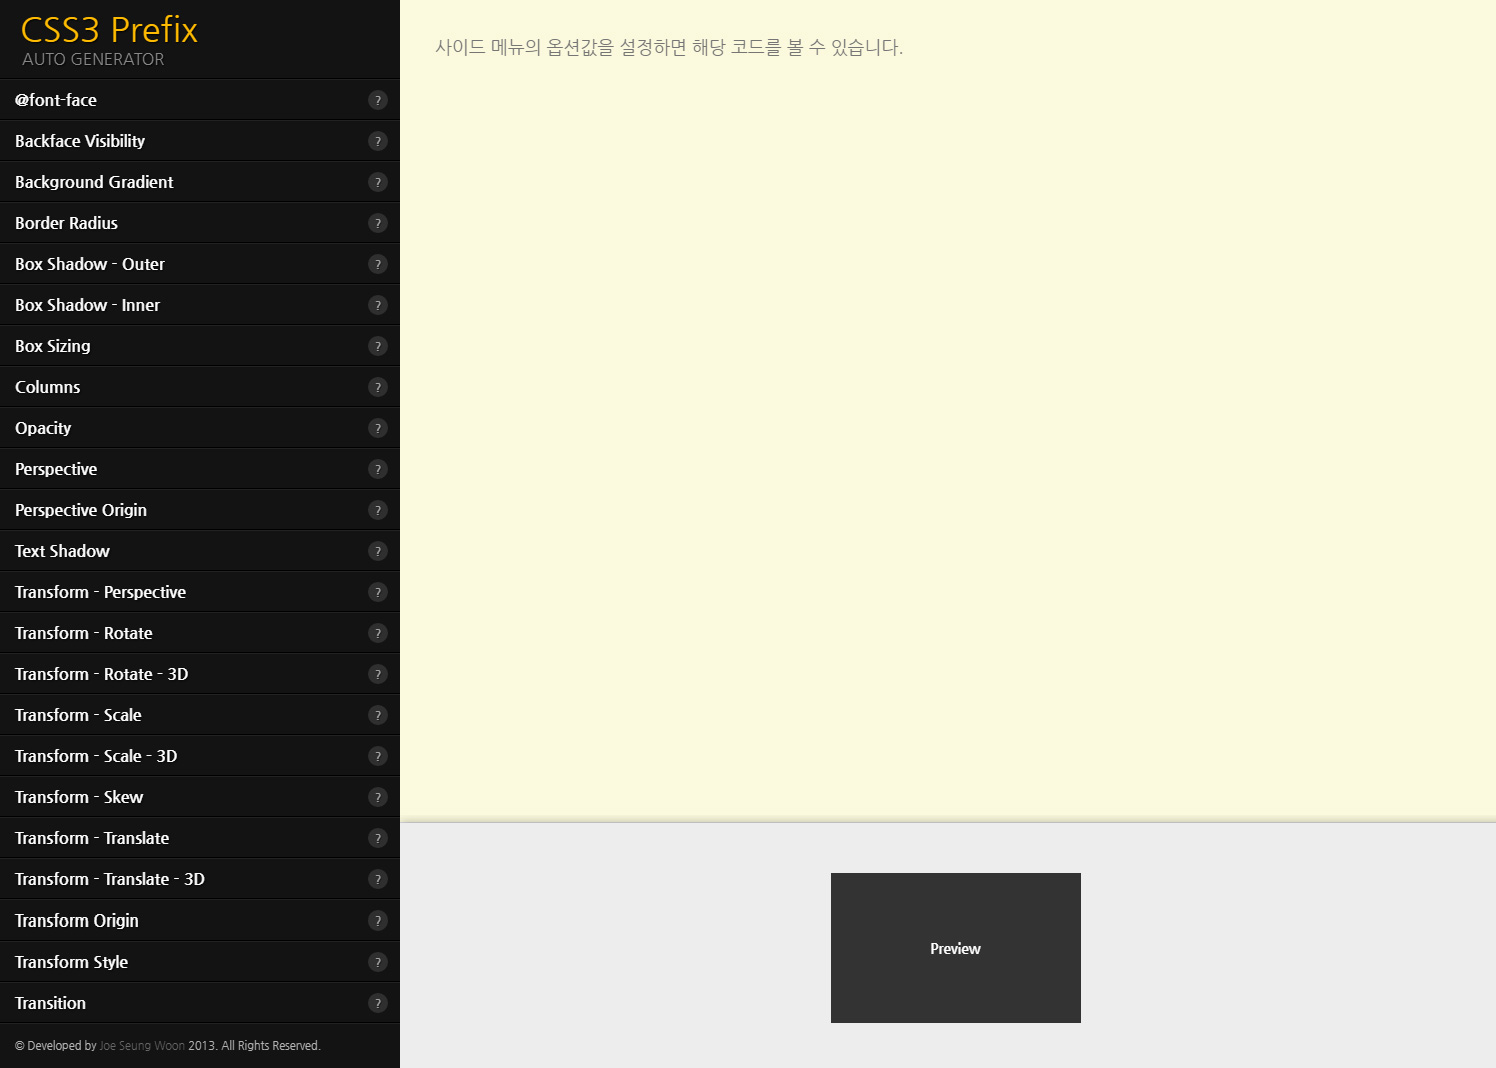 CSS3 Prefix
AUTO GENERATOR
@font-face ?
Backface Visibility ?
Background Gradient ?
Border Radius ?
Box Shadow - Outer ?
Box Shadow - Inner ?
Box Sizing ?
Columns ?
Opacity ?
Perspective ?
Perspective Origin ?
Text Shadow ?
Transform - Perspective ?
Transform - Rotate ?
Transform - Rotate - 3D ?
Transform - Scale ?
Transform - Scale - 3D ?
Transform - Skew ?
Transform - Translate ?
Transform - Translate - 3D ?
Transform Origin ?
Transform Style ?
Transition ?
© Developed by Joe Seung Woon 2013. All Rights Reserved.
사이드 메뉴의 옵션값을 설정하면 해당 코드를 볼 수 있습니다.
Preview